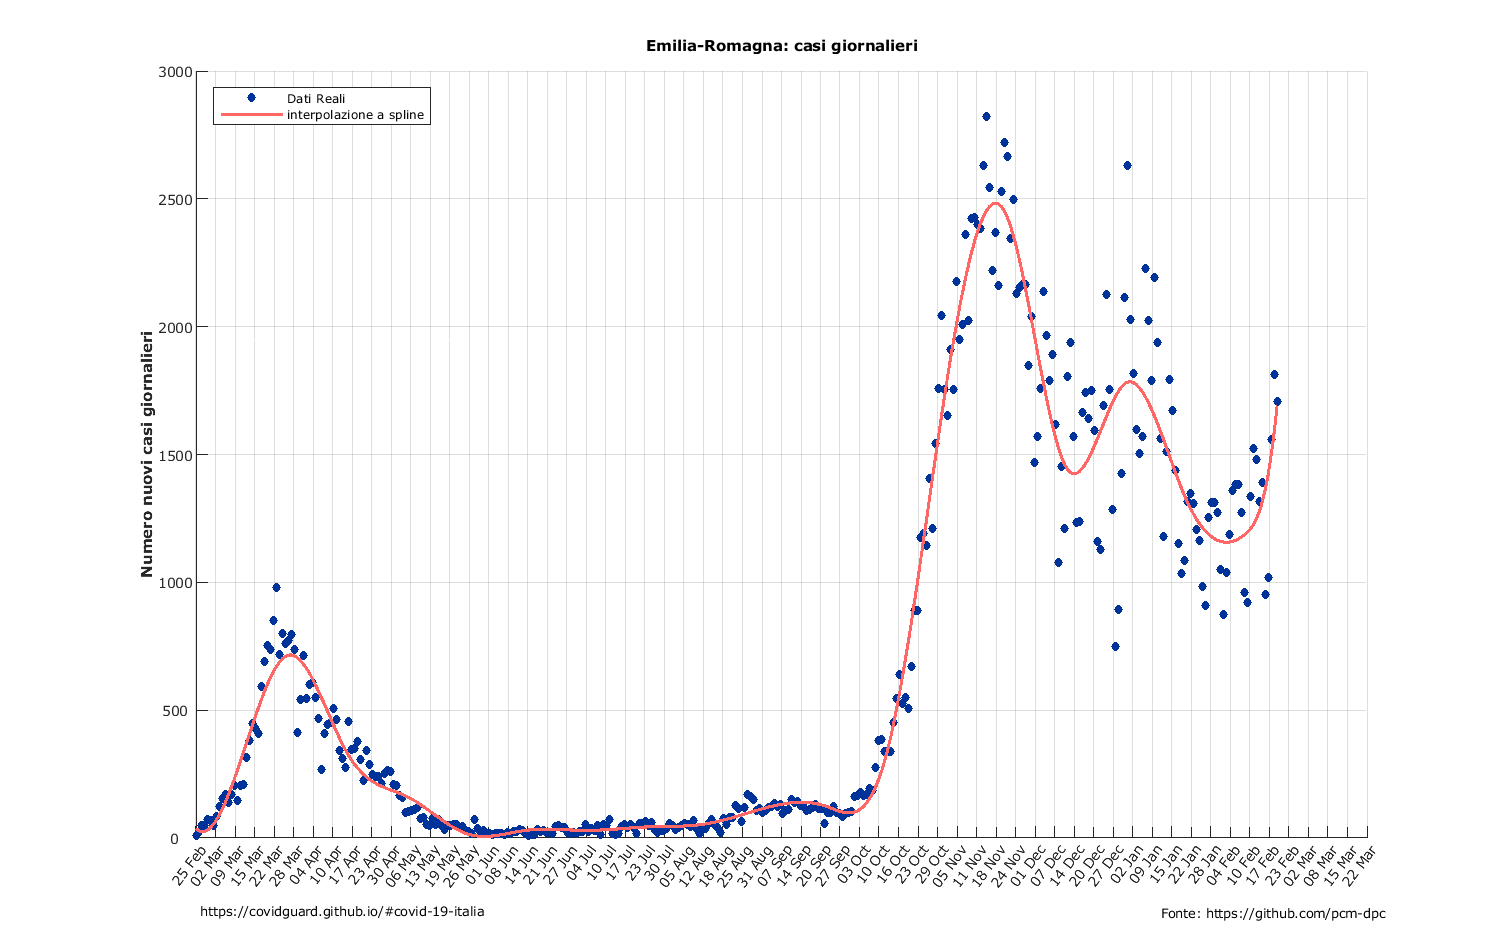 Emilia-Romagna: casi giornalieri
Dati Reali
interpolazione a spline
Numero nuovi casi giornalieri
3000
2500
2000
1500
1000
500
0
25 Feb
02 Mar
09 Mar
15 Mar
22 Mar
28 Mar
04 Apr
10 Apr
17 Apr
23 Apr
30 Apr
06 May
13 May
19 May
26 May
01 Jun
08 Jun
14 Jun
21 Jun
27 Jun
04 Jul
10 Jul
17 Jul
23 Jul
30 Jul
05 Aug
12 Aug
18 Aug
25 Aug
31 Aug
07 Sep
14 Sep
20 Sep
27 Sep
03 Oct
10 Oct
16 Oct
23 Oct
29 Oct
05 Nov
11 Nov
18 Nov
24 Nov
01 Dec
07 Dec
14 Dec
20 Dec
27 Dec
02 Jan
09 Jan
15 Jan
22 Jan
28 Jan
04 Feb
10 Feb
17 Feb
23 Feb
02 Mar
08 Mar
15 Mar
22 Mar
https://covidguard.github.io/#covid-19-italia
Fonte: https://github.com/pcm-dpc